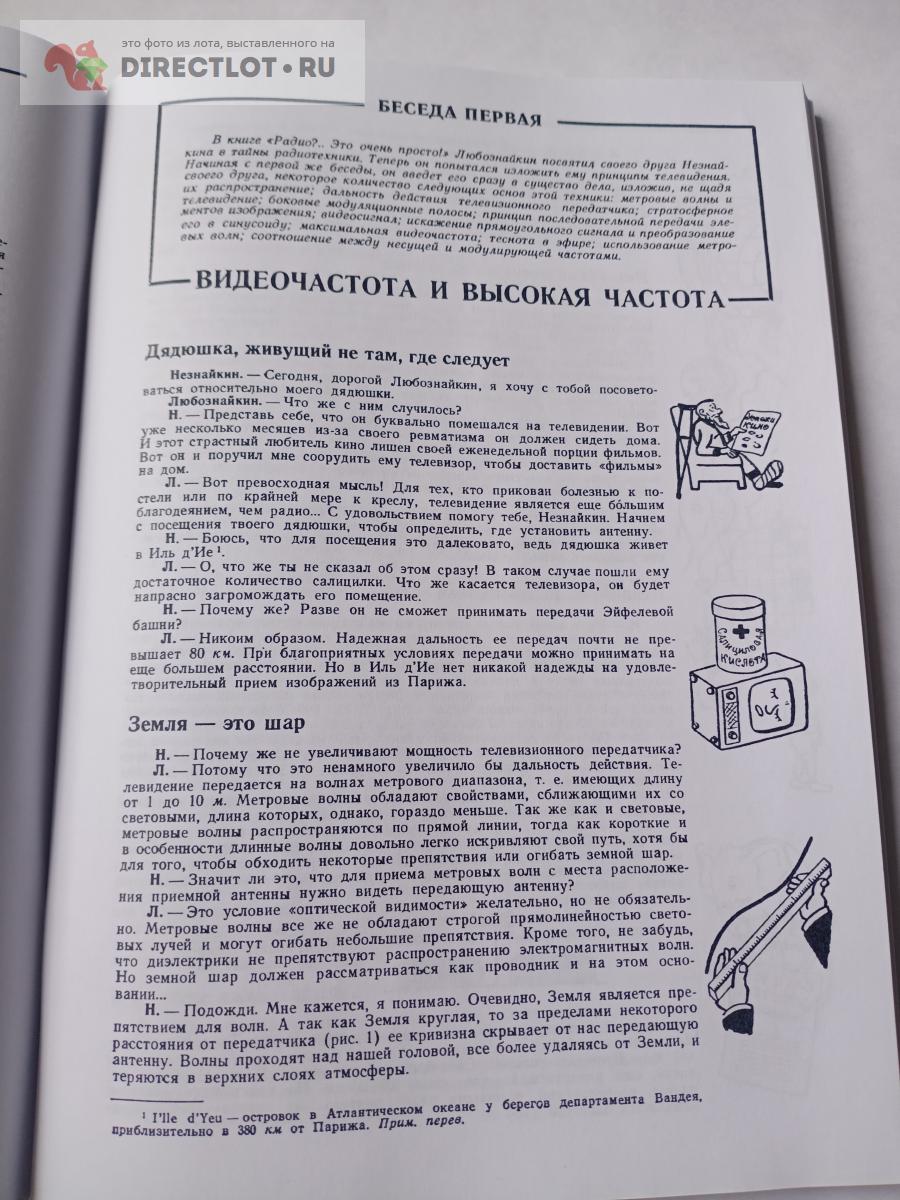 это фото из лота, выставленного на
DIRECTLOT.RU
БЕСЕДА ПЕРВАЯ
В книге «Радио?.. Это очень просто!» Любознайкин посвятил своего друга Незнай-
кина в тайны радиотехники. Теперь он попытался изложить ему принципы телевидения.
Начиная с первой же беседы, он введет его сразу в существо дела, изложив, не щадя
своего друга, некоторое количество следующих основ этой техники: метровые волны и
их распространение; дальность действия телевизионного передатчика; стратосферное
телевидение; боковые модуляционные полосы; принцип последовательной передачи эле-
ментов изображения; видеосигнал; искажение прямоугольного сигнала и преобразование
его в синусоиду; максимальная видеочастота; теснота в эфире; использование метро-
вых волн; соотношение между несущей и модулирующей частотами.
ВИДЕОЧАСТОТА И ВЫСОКАЯ ЧАСТОТА
Дядюшка, живущий не там, где следует
Незнайкин. — Сегодня, дорогой Любознайкин, я хочу с тобой посовето-
ваться относительно моего дядюшки.
Любознайкин. — Что же с ним случилось?
Н. — Представь себе, что он буквально помешался на телевидении. Вот
уже несколько месяцев из-за своего ревматизма он должен сидеть дома.
И этот страстный любитель кино лишен своей еженедельной порции фильмов.
Вот он и поручил мне соорудить ему телевизор, чтобы доставить «фильмы»
на дом.
Л. — Вот превосходная мысль! Для тех, кто прикован болезнью к по-
стели или по крайней мере к креслу, телевидение является еще бо́льшим
благодеянием, чем радио... С удовольствием помогу тебе, Незнайкин. Начнем
с посещения твоего дядюшки, чтобы определить, где установить антенну.
Н. — Боюсь, что для посещения это далековато, ведь дядюшка живет
в Иль д'Ие ¹.
Л. — О, что же ты не сказал об этом сразу! В таком случае пошли ему
достаточное количество салицилки. Что же касается телевизора, он будет
напрасно загромождать его помещение.
Н. — Почему же? Разве он не сможет принимать передачи Эйфелевой
башни?
Л. — Никоим образом. Надежная дальность ее передач почти не пре-
вышает 80 км. При благоприятных условиях передачи можно принимать на
еще большем расстоянии. Но в Иль д'Ие нет никакой надежды на удовле-
творительный прием изображений из Парижа.
САЛИЦИЛОВАЯ
КИСЛОТА
Земля — это шар
Н. — Почему же не увеличивают мощность телевизионного передатчика?
Л. — Потому что это ненамного увеличило бы дальность действия. Те-
левидение передается на волнах метрового диапазона, т. е. имеющих длину
от 1 до 10 м. Метровые волны обладают свойствами, сближающими их со
световыми, длина которых, однако, гораздо меньше. Так же как и световые,
метровые волны распространяются по прямой линии, тогда как короткие и
в особенности длинные волны довольно легко искривляют свой путь, хотя бы
для того, чтобы обходить некоторые препятствия или огибать земной шар.
Н. — Значит ли это, что для приема метровых волн с места расположе-
ния приемной антенны нужно видеть передающую антенну?
Л. — Это условие «оптической видимости» желательно, но не обязатель-
но. Метровые волны все же не обладают строгой прямолинейностью свето-
вых лучей и могут огибать небольшие препятствия. Кроме того, не забудь,
что диэлектрики не препятствуют распространению электромагнитных волн.
Но земной шар должен рассматриваться как проводник и на этом осно-
вании...
Н. — Подожди. Мне кажется, я понимаю. Очевидно, Земля является пре-
пятствием для волн. А так как Земля круглая, то за пределами некоторого
расстояния от передатчика (рис. 1) ее кривизна скрывает от нас передающую
антенну. Волны проходят над нашей головой, все более удаляясь от Земли, и
теряются в верхних слоях атмосферы.
¹ I'lle d'Yeu — островок в Атлантическом океане у берегов департамента Вандея,
приблизительно в 380 км от Парижа. Прим. перев.